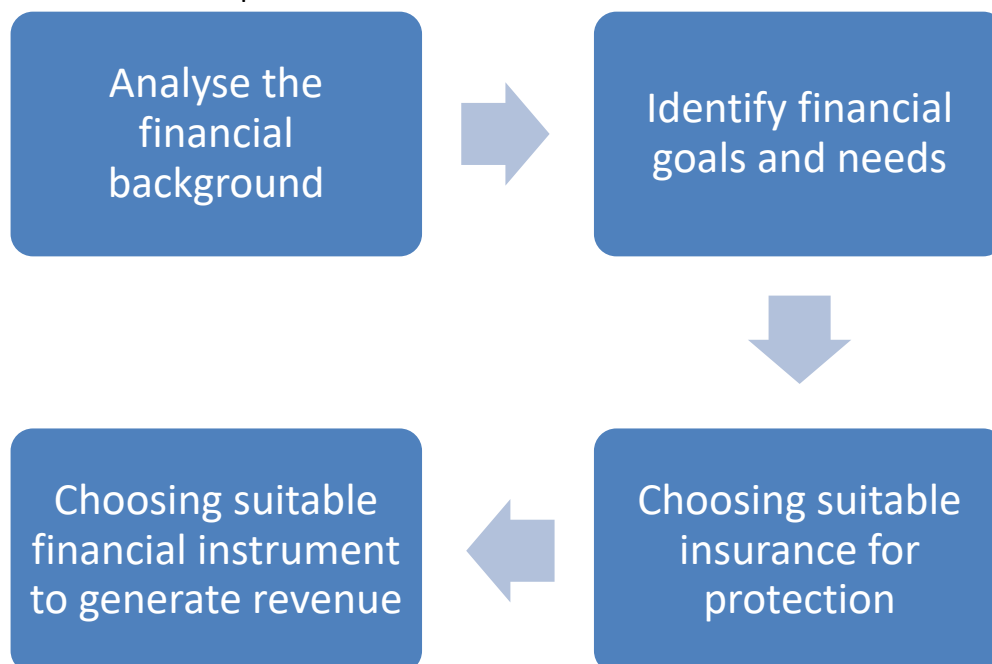 Analyse the
financial
background
Identify financial
goals and needs
Choosing suitable
insurance for
protection
Choosing suitable
financial instrument
to generate revenue